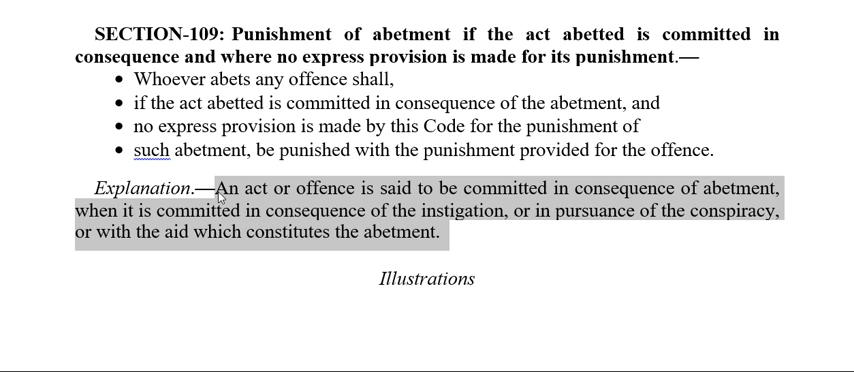 SECTION-109: Punishment of abetment if the act abetted is committed in
consequence and where no express provision is made for its punishment.—
• Whoever abets any offence shall,
• if the act abetted is committed in consequence of the abetment, and
• no express provision is made by this Code for the punishment of
• such abetment, be punished with the punishment provided for the offence.
Explanation.—An act or offence is said to be committed in consequence of abetment,
when it is committed in consequence of the instigation, or in pursuance of the conspiracy,
or with the aid which constitutes the abetment.
Illustrations